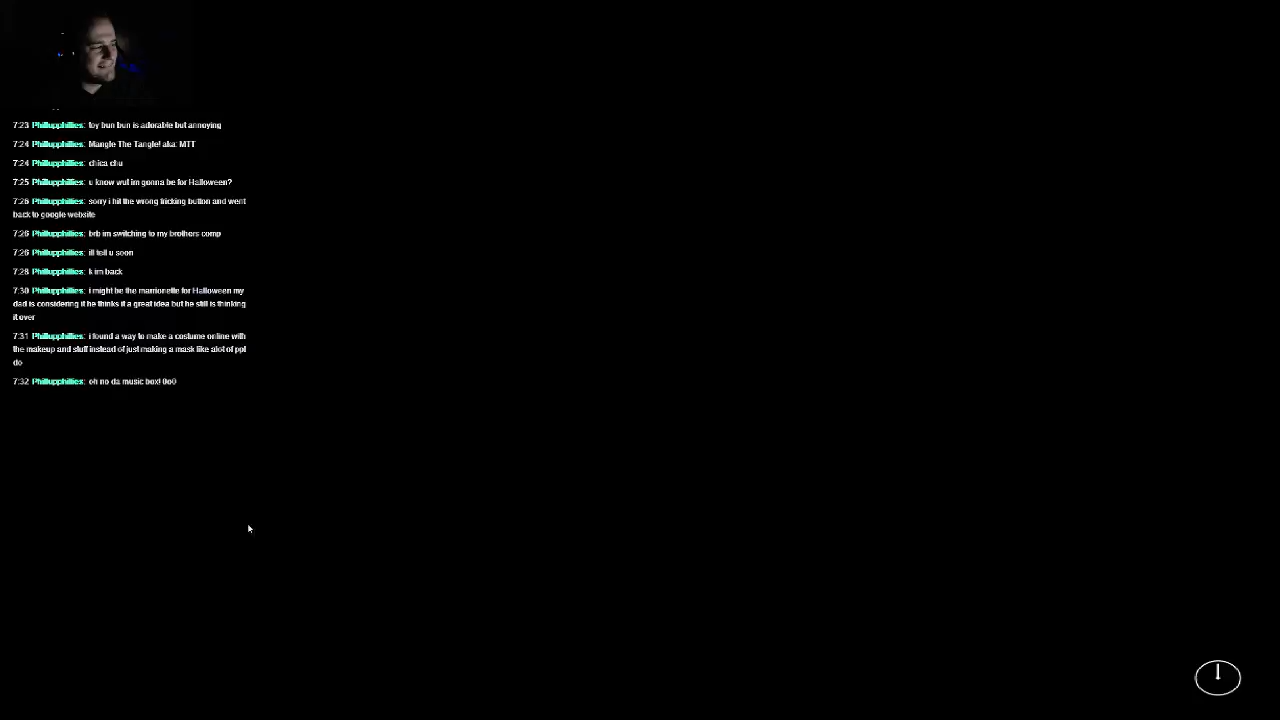 7:23 Phillupphillies: toy bun bun is adorable but annoying
7:24 Phillupphillies: Mangle The Tangle! aka: MTT
7:24 Phillupphillies: chica chu
7:25 Phillupphillies: u know wut im gonna be for Halloween?
7:26 Phillupphillies: sorry i hit the wrong fricking button and went
back to google website
7:26 Phillupphillies: brb im switching to my brothers comp
7:26 Phillupphillies: ill tell u soon
7:28 Phillupphillies: k im back
7:30 Phillupphillies: i might be the marrionette for Halloween my
dad is considering it he thinks it a great idea but he still is thinking
it over
7:31 Phillupphillies: i found a way to make a costume online with
the makeup and stuff instead of just making a mask like alot of ppl
do
7:32 Phillupphillies: oh no da music box! 0o0